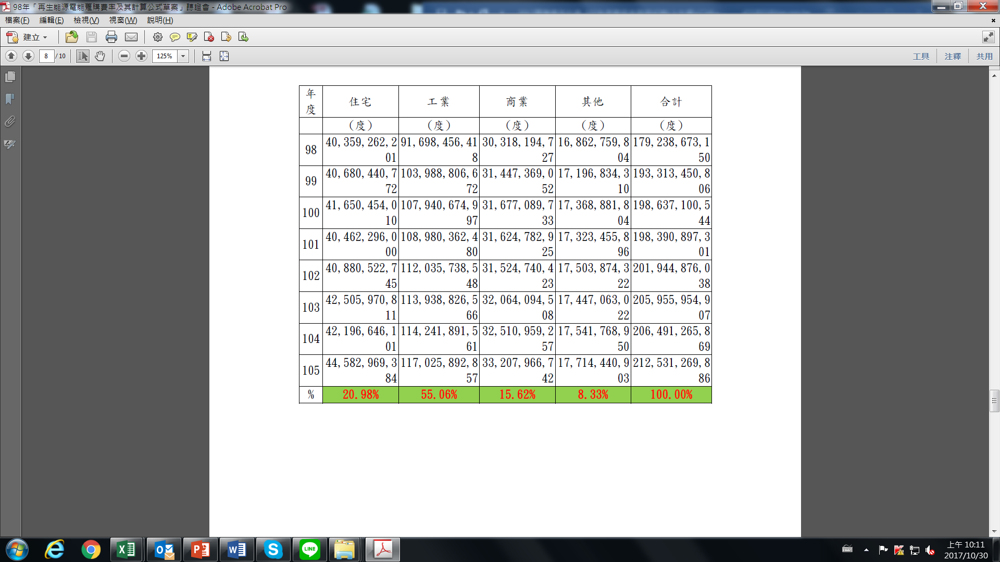 98年「再生能源電能躉購費率及其計算公式草案」聽證會 - Adobe Acrobat Pro
檔案(F) 編輯(E) 檢視(V) 視窗(W) 說明(H)
建立
8 / 10 125% 工具 注釋 共用
年度 住宅 工業 商業 其他 合計
(度) (度) (度) (度) (度)
98 40,359,262,201 91,698,456,418 30,318,194,727 16,862,759,804 179,238,673,150
99 40,680,440,772 103,988,806,672 31,447,369,052 17,196,834,310 193,313,450,806
100 41,650,454,010 107,940,674,997 31,677,089,733 17,368,881,804 198,637,100,544
101 40,462,296,000 108,980,362,480 31,624,782,925 17,323,455,896 198,390,897,301
102 40,880,522,745 112,035,738,548 31,524,740,423 17,503,874,322 201,944,876,038
103 42,505,970,811 113,938,826,566 32,064,094,508 17,447,063,022 205,955,954,907
104 42,196,646,101 114,241,891,561 32,510,959,257 17,541,768,950 206,491,265,869
105 44,582,969,384 117,025,892,857 33,207,966,742 17,714,440,903 212,531,269,886
% 20.98% 55.06% 15.62% 8.33% 100.00%
LINE
上午 10:11
2017/10/30